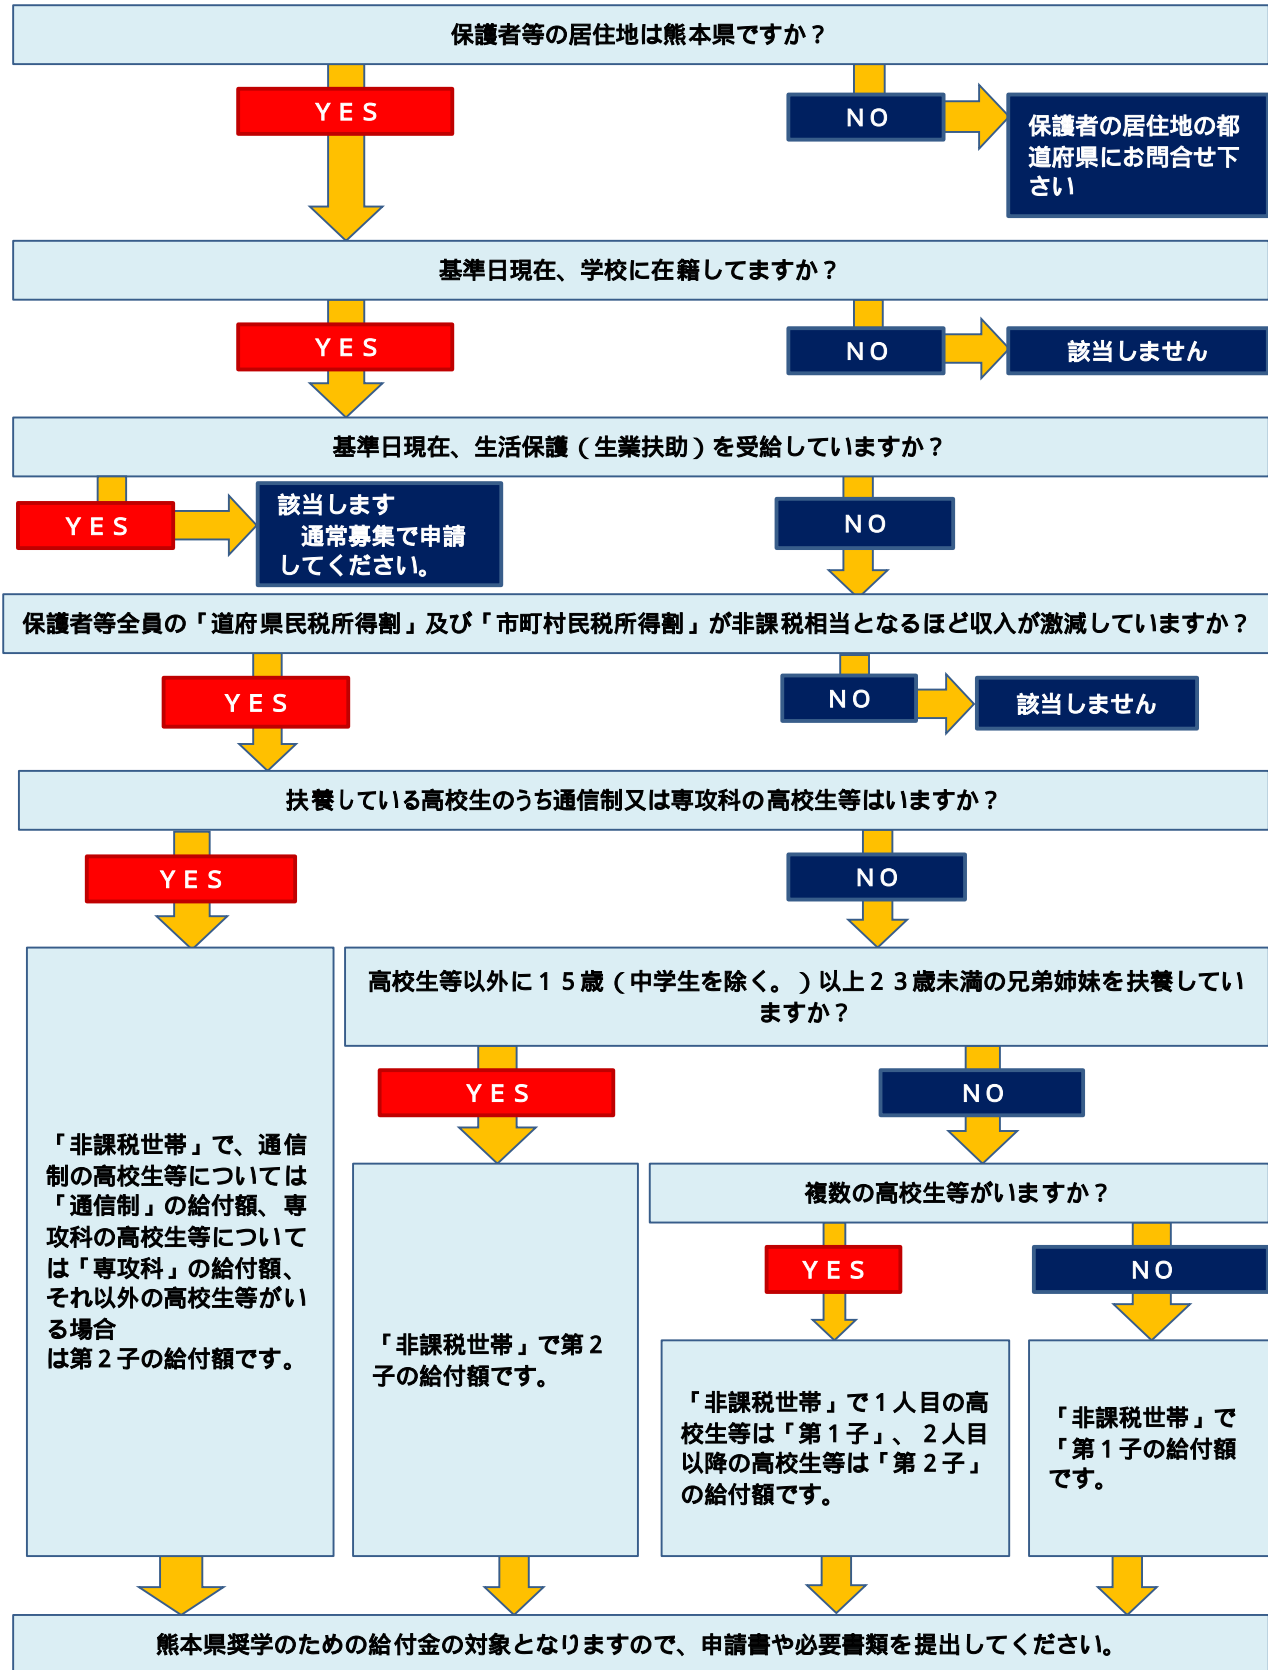 保護者等の居住地は熊本県ですか？
ＹＥＳ
ＮＯ
保護者の居住地の都
道府県にお問合せ下
さい
基準日現在、学校に在籍してますか？
ＹＥＳ
ＮＯ
該当しません
基準日現在、生活保護（生業扶助）を受給していますか？
ＹＥＳ
該当します
　通常募集で申請
してください。
ＮＯ
保護者等全員の「道府県民税所得割」及び「市町村民税所得割」が非課税相当となるほど収入が激減していますか？
ＹＥＳ
ＮＯ
該当しません
扶養している高校生のうち通信制又は専攻科の高校生等はいますか？
ＹＥＳ
ＮＯ
高校生等以外に１５歳（中学生を除く。）以上２３歳未満の兄弟姉妹を扶養してい
ますか？
ＹＥＳ
ＮＯ
「非課税世帯」で、通信
制の高校生等については
「通信制」の給付額、専
攻科の高校生等について
は「専攻科」の給付額、
それ以外の高校生等がい
る場合
は第２子の給付額です。
「非課税世帯」で第２
子の給付額です。
複数の高校生等がいますか？
ＹＥＳ
ＮＯ
「非課税世帯」で１人目の高
校生等は「第１子」、２人目
以降の高校生等は「第２子」
の給付額です。
「非課税世帯」で
「第１子の給付額
です。
熊本県奨学のための給付金の対象となりますので、申請書や必要書類を提出してください。